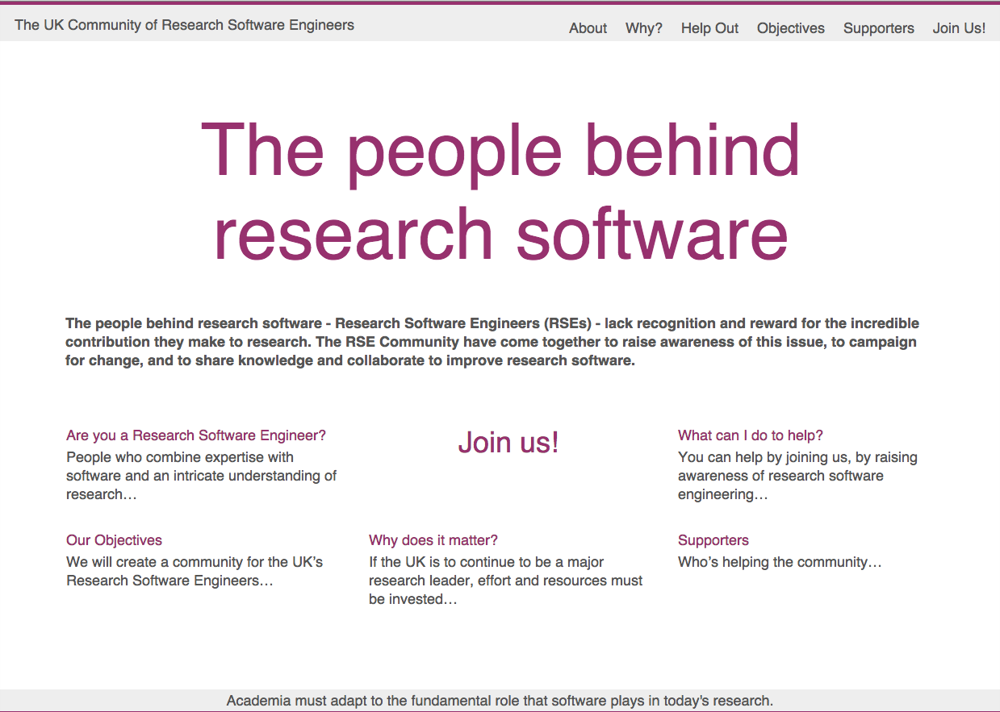 The UK Community of Research Software Engineers
About Why? Help Out Objectives Supporters Join Us!
The people behind
research software
The people behind research software - Research Software Engineers (RSEs) - lack recognition and reward for the incredible
contribution they make to research. The RSE Community have come together to raise awareness of this issue, to campaign
for change, and to share knowledge and collaborate to improve research software.
Are you a Research Software Engineer?
People who combine expertise with
software and an intricate understanding of
research…
Join us!
What can I do to help?
You can help by joining us, by raising
awareness of research software
engineering…
Our Objectives
We will create a community for the UK’s
Research Software Engineers…
Why does it matter?
If the UK is to continue to be a major
research leader, effort and resources must
be invested…
Supporters
Who’s helping the community…
Academia must adapt to the fundamental role that software plays in today's research.